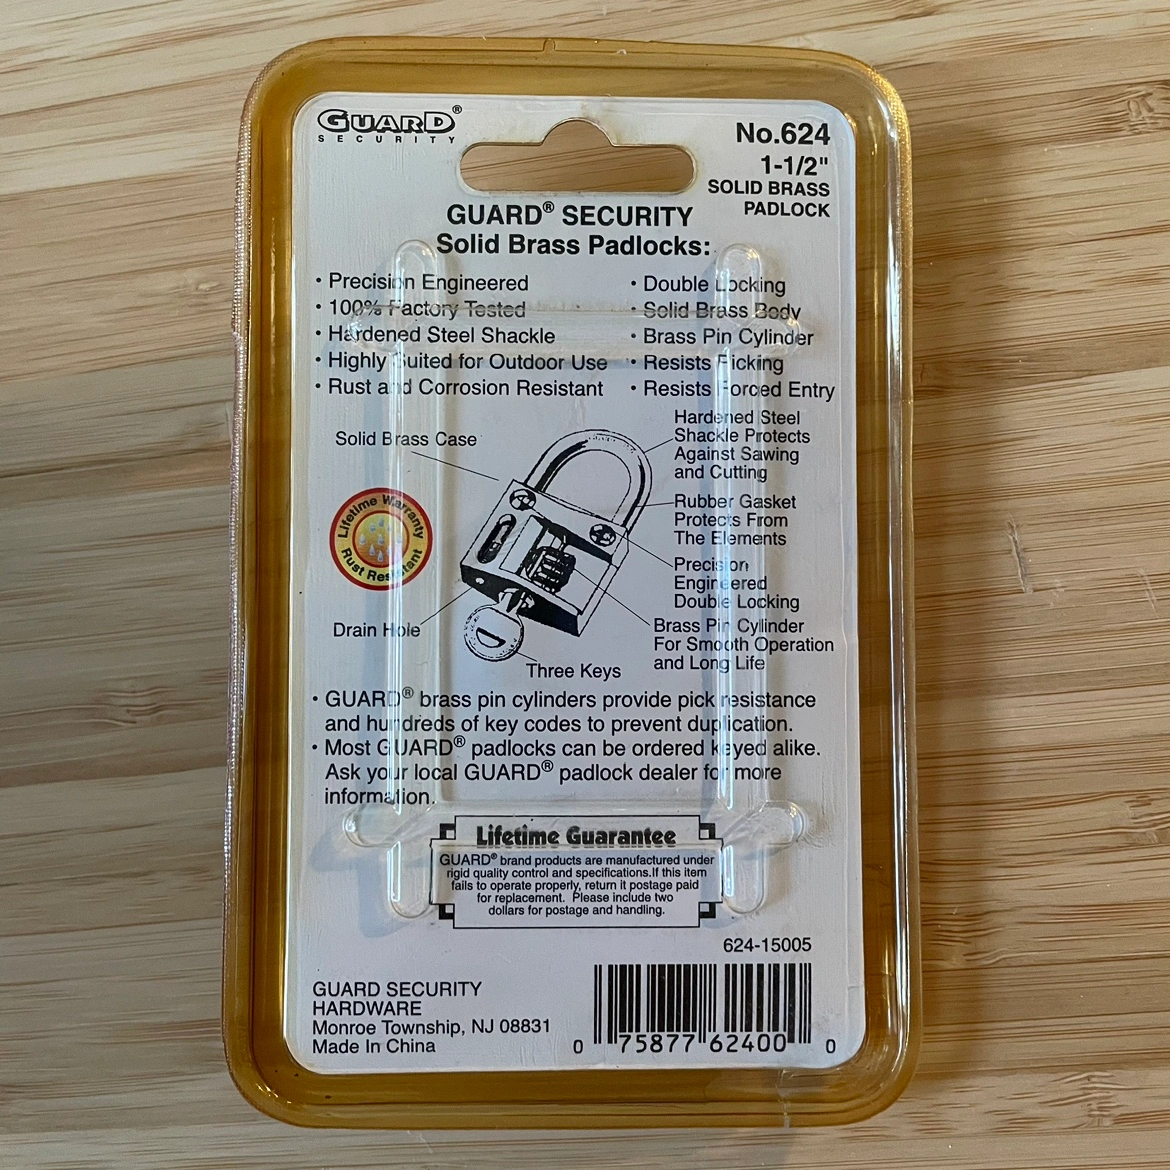 GUARD®
SECURITY
No.624
1-1/2"
SOLID BRASS
PADLOCK
GUARD® SECURITY
Solid Brass Padlocks:
• Precision Engineered
• 100% Factory Tested
• Hardened Steel Shackle
• Highly Suited for Outdoor Use
• Rust and Corrosion Resistant
• Double Locking
• Solid Brass Body
• Brass Pin Cylinder
• Resists Picking
• Resists Forced Entry
Solid Brass Case
Hardened Steel
Shackle Protects
Against Sawing
and Cutting
Rubber Gasket
Protects From
The Elements
Lifetime Warranty
Rust Resistant
Precision
Engineered
Double Locking
Drain Hole
Brass Pin Cylinder
For Smooth Operation
and Long Life
Three Keys
• GUARD® brass pin cylinders provide pick resistance
and hundreds of key codes to prevent duplication.
• Most GUARD® padlocks can be ordered keyed alike.
Ask your local GUARD® padlock dealer for more
information.
Lifetime Guarantee
GUARD® brand products are manufactured under
rigid quality control and specifications.If this item
fails to operate properly, return it postage paid
for replacement. Please include two
dollars for postage and handling.
624-15005
GUARD SECURITY
HARDWARE
Monroe Township, NJ 08831
Made In China
0 75877 62400 0